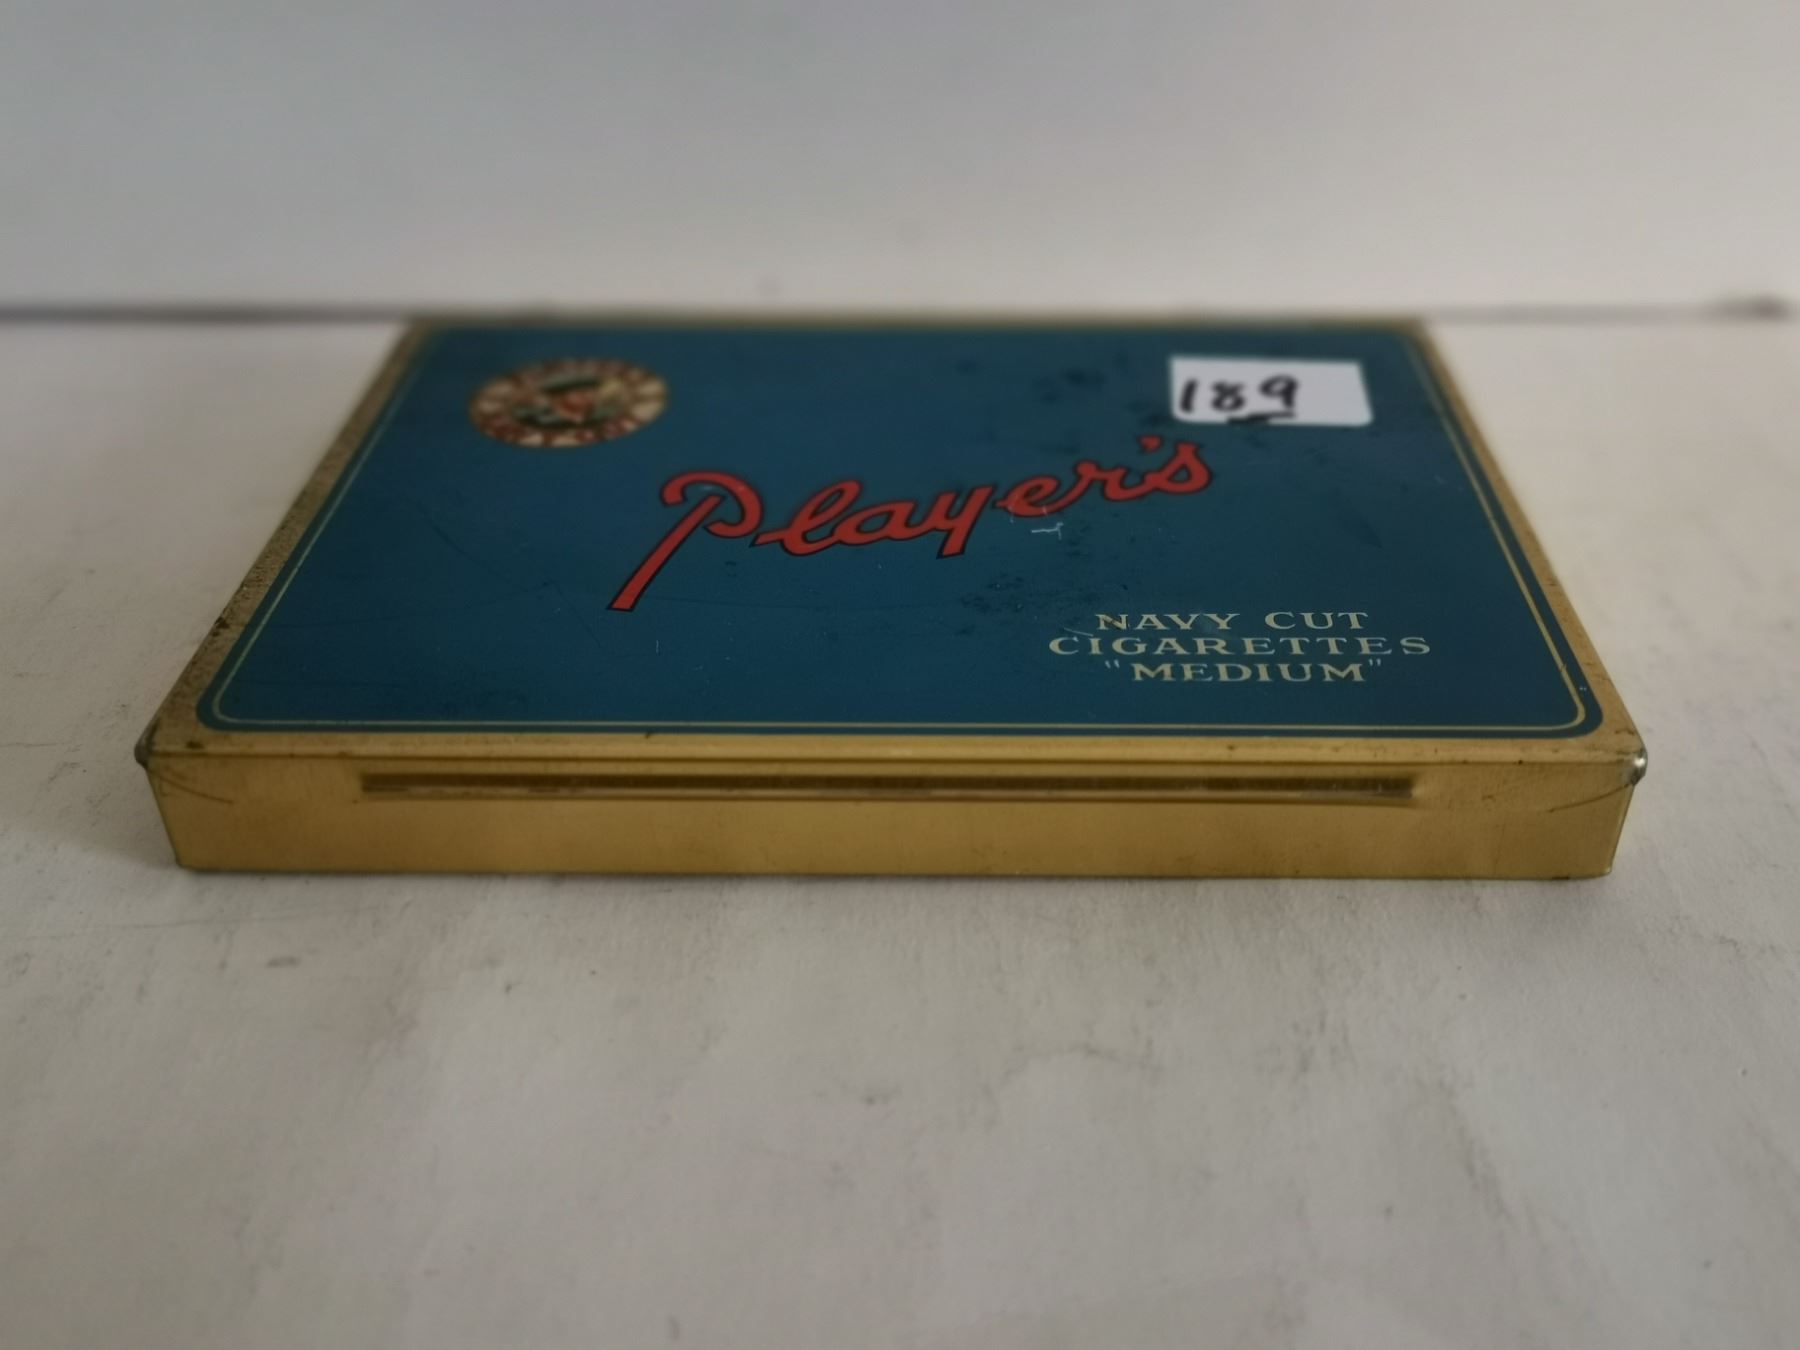 189
Player's
NAVY CUT
CIGARETTES
"MEDIUM"